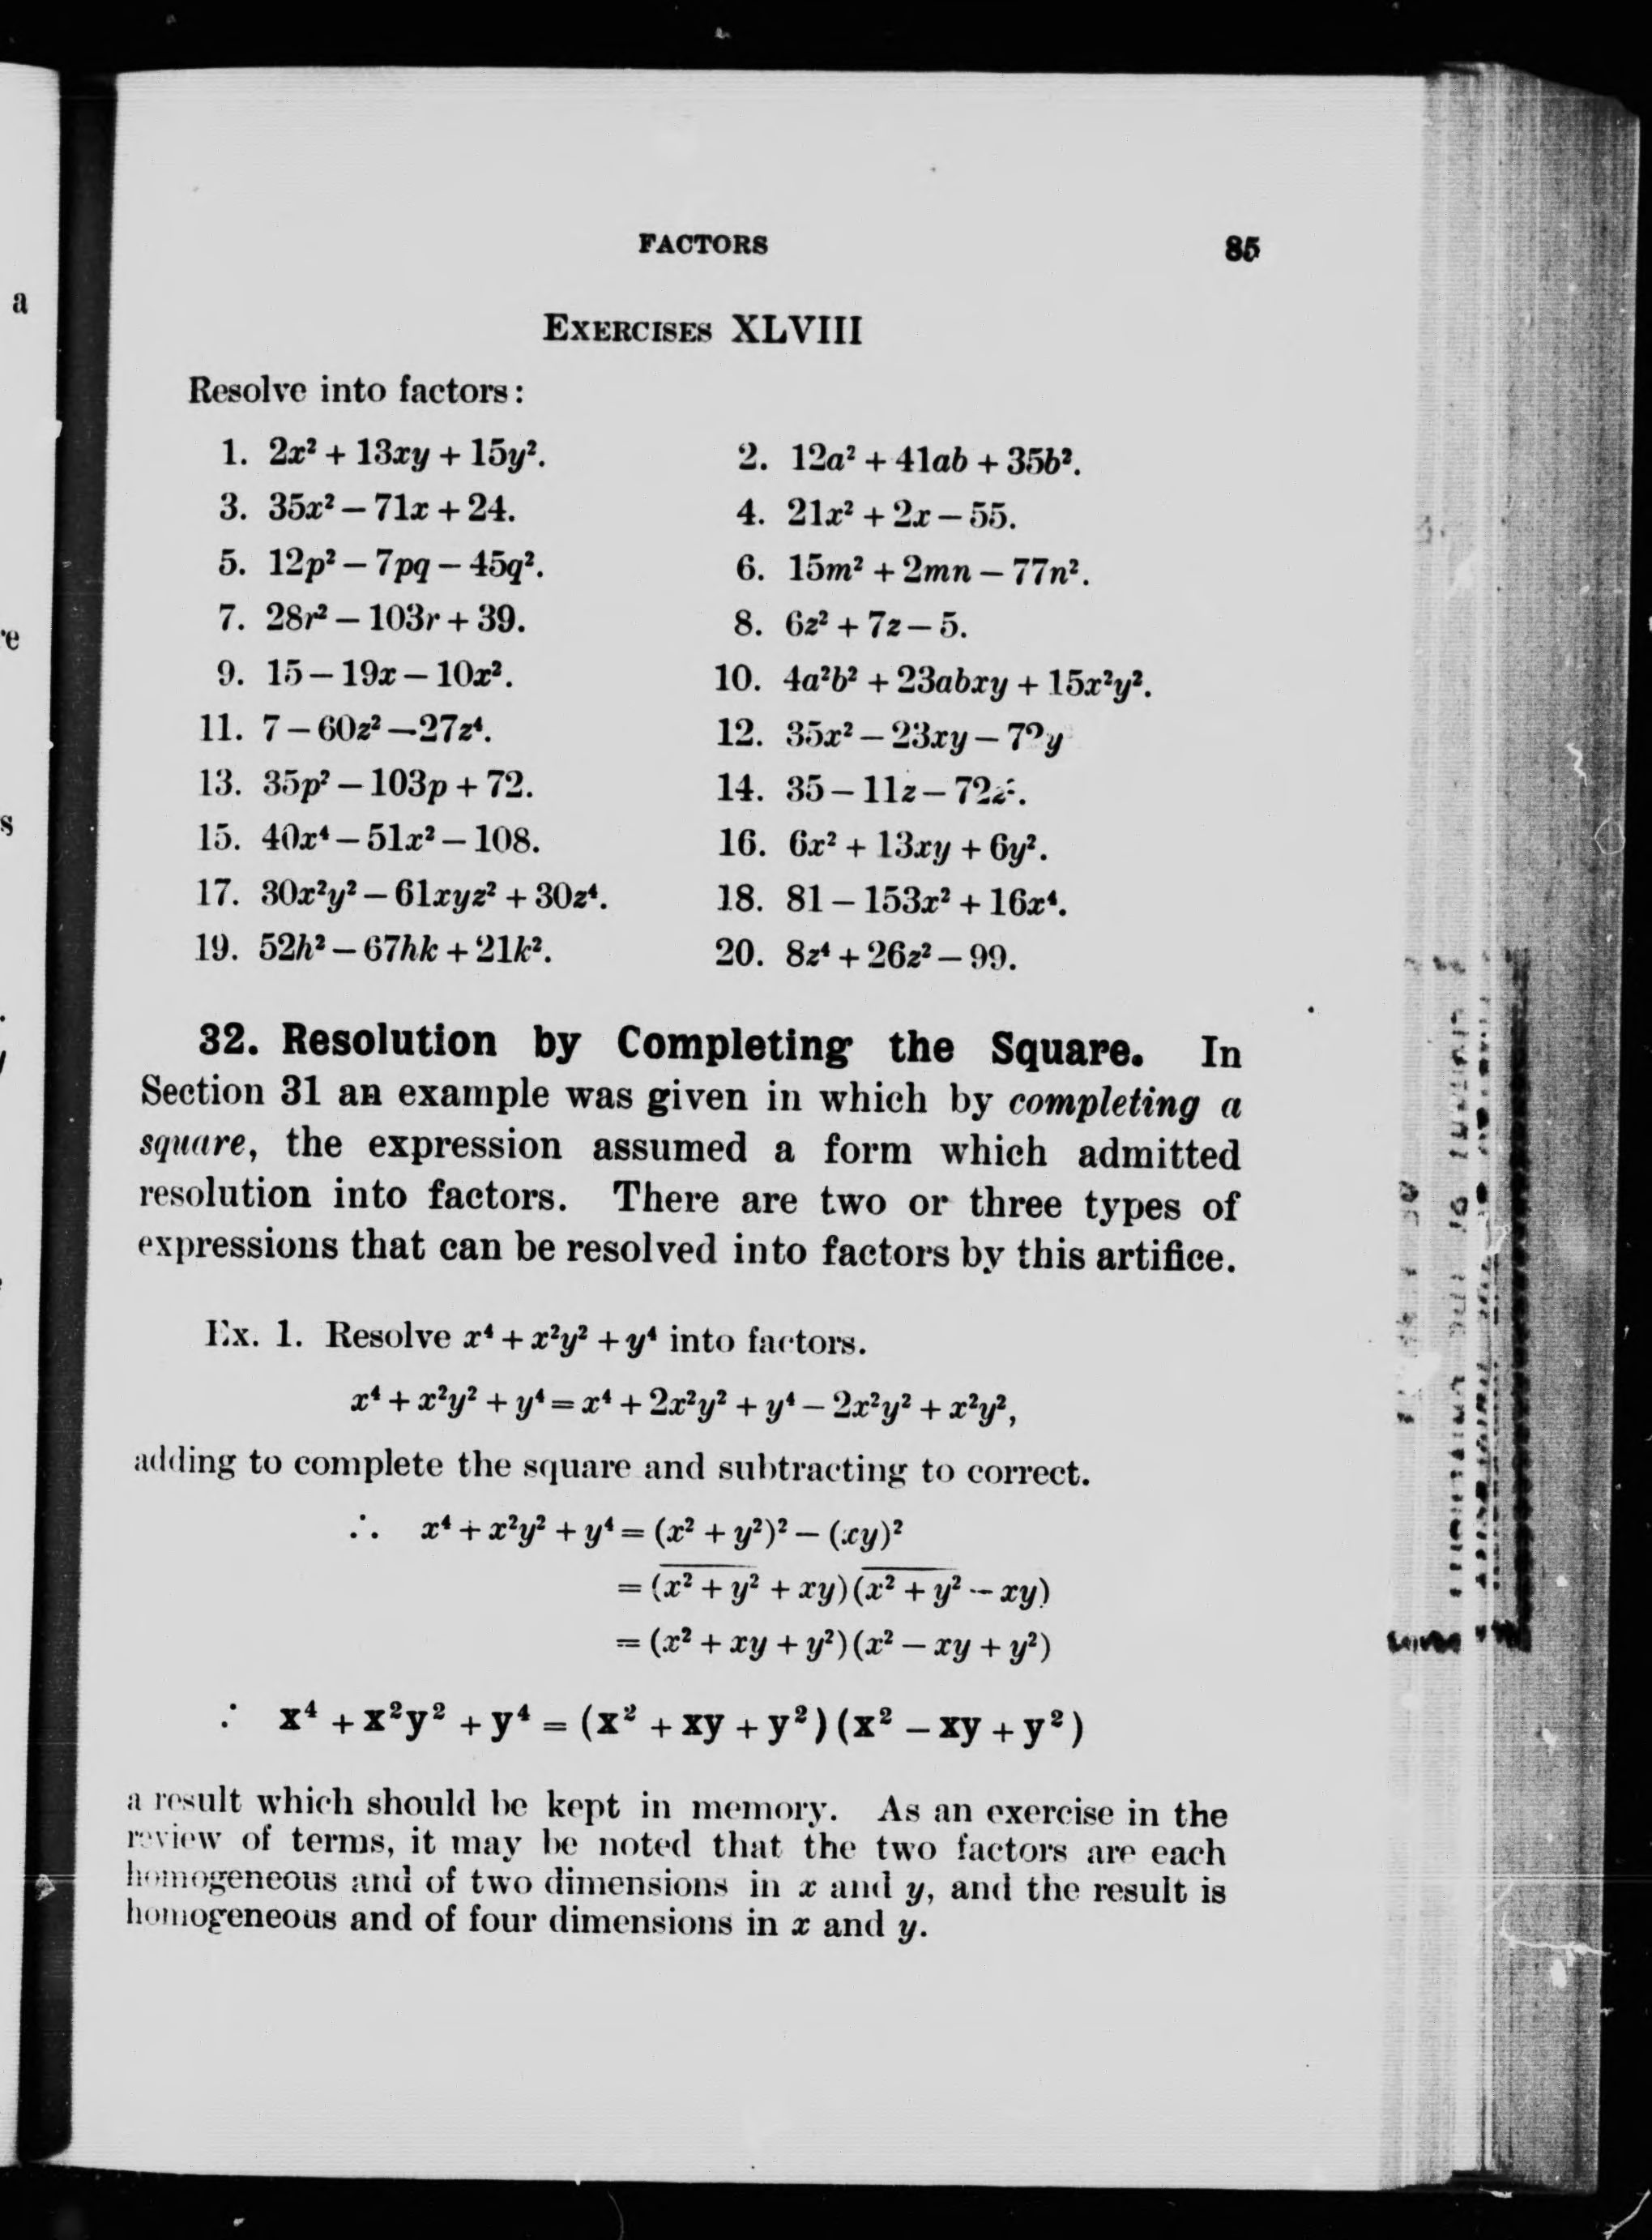 FACTORS 85
EXERCISES XLVIII
Resolve into factors:
1. 2x² + 13xy + 15y². 2. 12a² + 41ab + 35b².
3. 35x² – 71x + 24. 4. 21x² + 2x – 55.
5. 12p² – 7pq – 45q². 6. 15m² + 2mn – 77n².
7. 28r² – 103r + 39. 8. 6z² + 7z – 5.
9. 15 – 19x – 10x². 10. 4a²b² + 23abxy + 15x²y².
11. 7 – 60z² – 27z⁴. 12. 35x² – 23xy –
13. 35p² – 103p + 72. 14. 35 – 11z –
15. 40x⁴ – 51x² – 108. 16. 6x² + 13xy + 6y².
17. 30x²y² – 61xyz² + 30z⁴. 18. 81 – 153x² + 16x⁴.
19. 52h² – 67hk + 21k². 20. 8z⁴ + 26z² – 99.
32. Resolution by Completing the Square. In
Section 31 an example was given in which by completing a
square, the expression assumed a form which admitted
resolution into factors. There are two or three types of
expressions that can be resolved into factors by this artifice.
Ex. 1. Resolve x⁴ + x²y² + y⁴ into factors.
x⁴ + x²y² + y⁴ = x⁴ + 2x²y² + y⁴ – 2x²y² + x²y²,
adding to complete the square and subtracting to correct.
∴ x⁴ + x²y² + y⁴ = (x² + y²)² – (xy)²
= (x² + y² + xy)(x² + y² – xy)
= (x² + xy + y²)(x² – xy + y²)
∴ x⁴ + x²y² + y⁴ = (x² + xy + y²)(x² – xy + y²)
a result which should be kept in memory. As an exercise in the
review of terms, it may be noted that the two factors are each
homogeneous and of two dimensions in x and y, and the result is
homogeneous and of four dimensions in x and y.